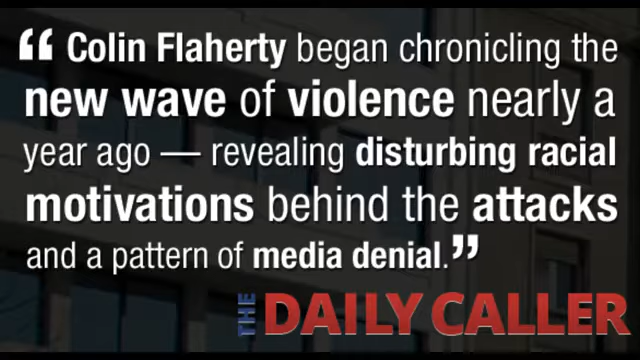 “ Colin Flaherty began chronicling the
new wave of violence nearly a
year ago — revealing disturbing racial
motivations behind the attacks
and a pattern of media denial.”
THE DAILY CALLER